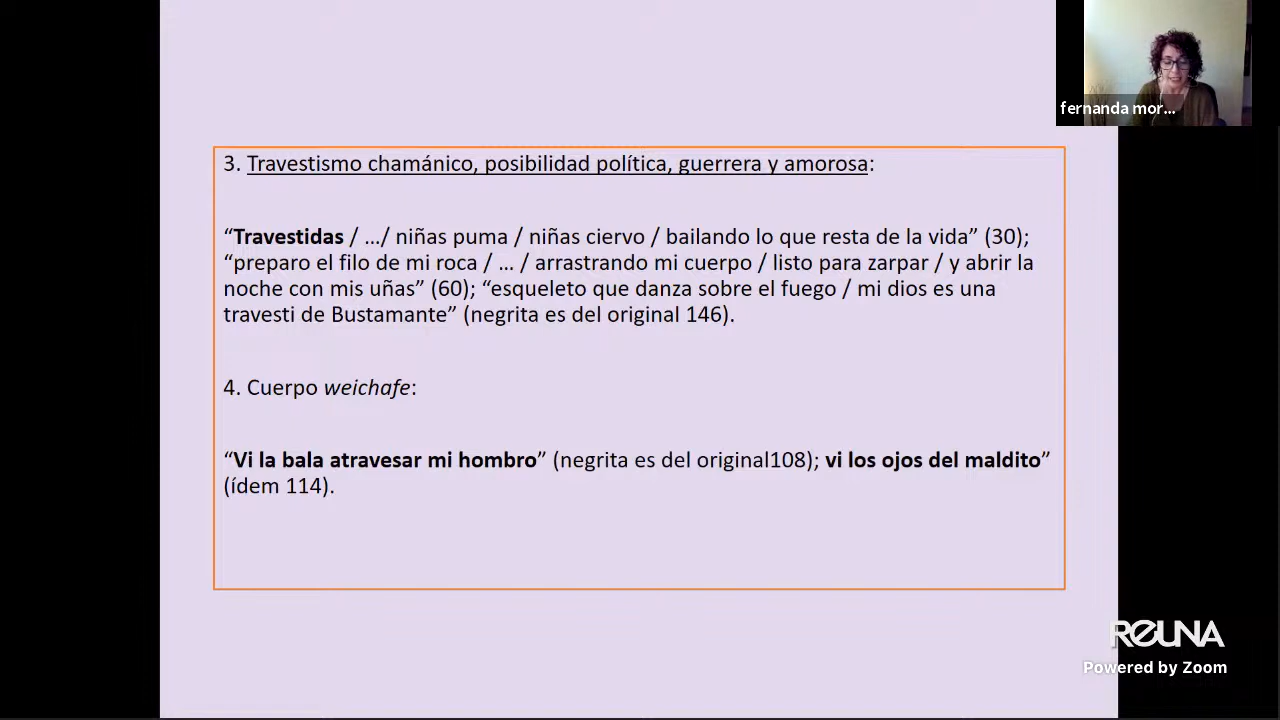 fernanda mor...
3. Travestismo chamánico, posibilidad política, guerrera y amorosa:
“Travestidas / .../ niñas puma / niñas ciervo / bailando lo que resta de la vida” (30);
“preparo el filo de mi roca / ... / arrastrando mi cuerpo / listo para zarpar / y abrir la
noche con mis uñas” (60); “esqueleto que danza sobre el fuego / mi dios es una
travesti de Bustamante” (negrita es del original 146).
4. Cuerpo weichafe:
“Vi la bala atravesar mi hombro” (negrita es del original108); vi los ojos del maldito”
(ídem 114).
REUNA
Powered by Zoom